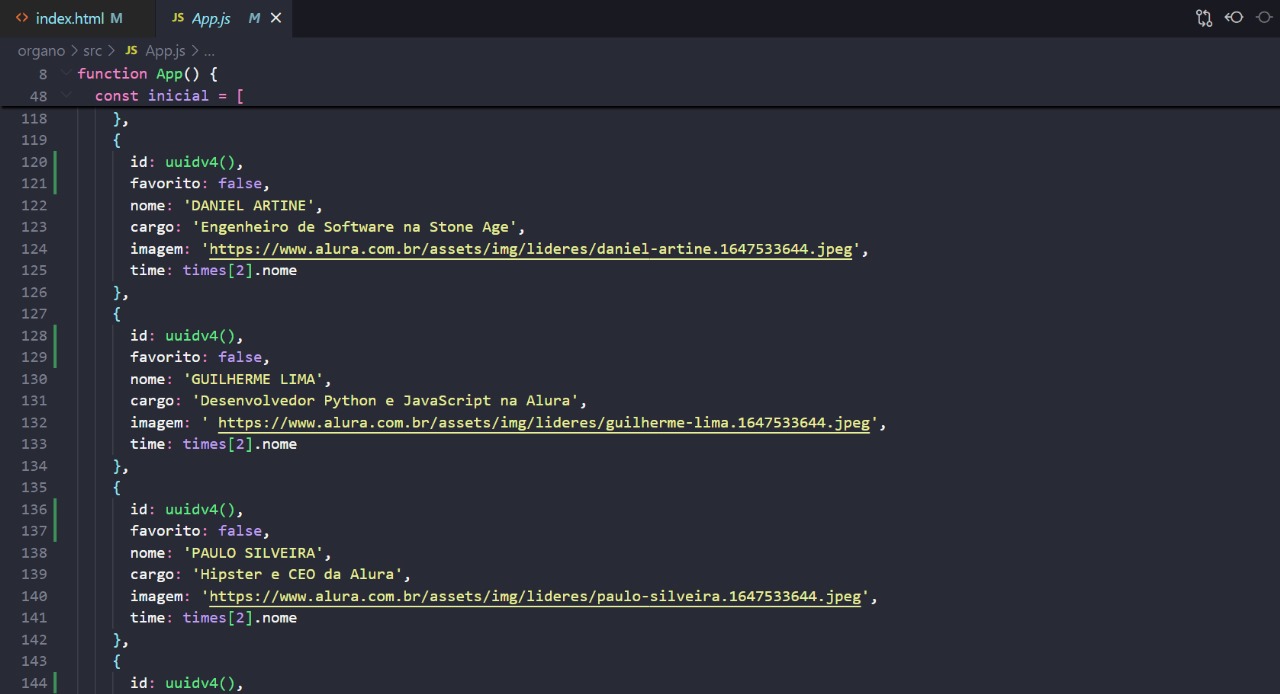 index.html M
JS App.js M
organo > src > JS App.js > ...
8 function App() {
48 const inicial = [
118 },
119 {
120 id: uuidv4(),
121 favorito: false,
122 nome: 'DANIEL ARTINE',
123 cargo: 'Engenheiro de Software na Stone Age',
124 imagem: 'https://www.alura.com.br/assets/img/lideres/daniel-artine.1647533644.jpeg',
125 time: times[2].nome
126 },
127 {
128 id: uuidv4(),
129 favorito: false,
130 nome: 'GUILHERME LIMA',
131 cargo: 'Desenvolvedor Python e JavaScript na Alura',
132 imagem: ' https://www.alura.com.br/assets/img/lideres/guilherme-lima.1647533644.jpeg',
133 time: times[2].nome
134 },
135 {
136 id: uuidv4(),
137 favorito: false,
138 nome: 'PAULO SILVEIRA',
139 cargo: 'Hipster e CEO da Alura',
140 imagem: 'https://www.alura.com.br/assets/img/lideres/paulo-silveira.1647533644.jpeg',
141 time: times[2].nome
142 },
143 {
144 id: uuidv4(),